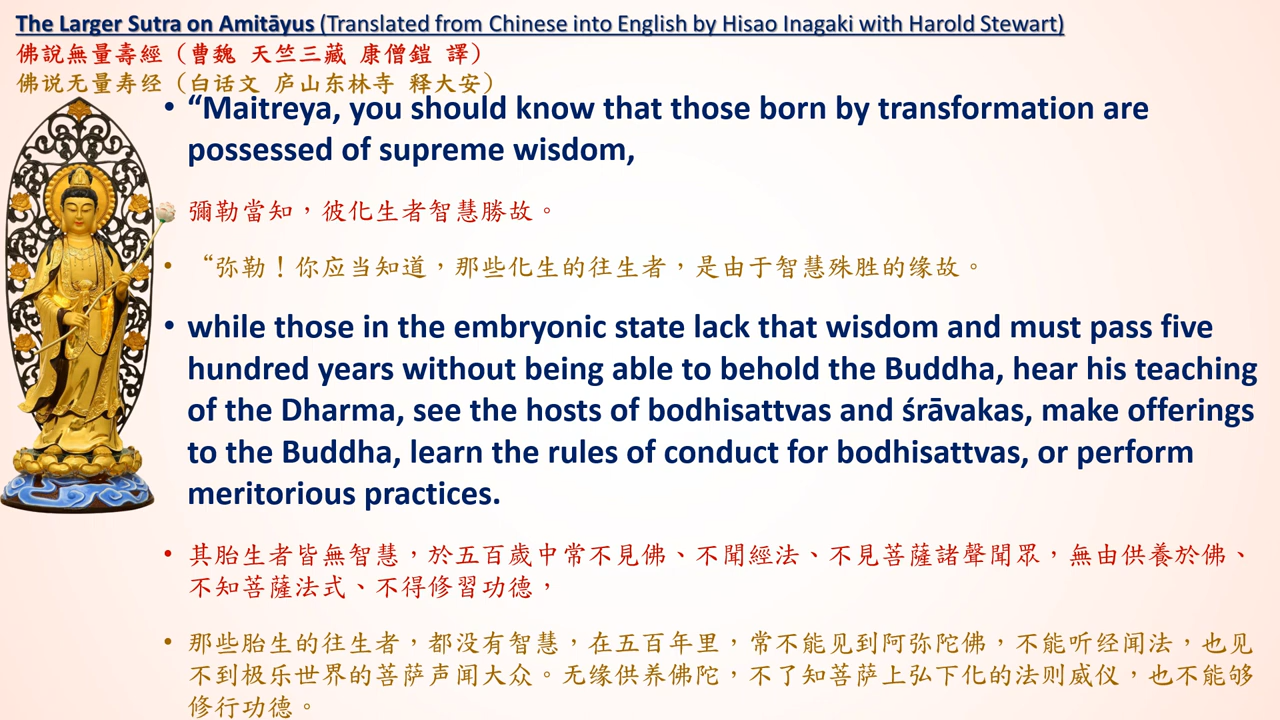 The Larger Sutra on Amitāyus (Translated from Chinese into English by Hisao Inagaki with Harold Stewart)
佛說無量壽經（曹魏 天竺三藏 康僧鎧 譯）
佛说无量寿经（白话文 庐山东林寺 释大安）
• “Maitreya, you should know that those born by transformation are
possessed of supreme wisdom,
• 彌勒當知，彼化生者智慧勝故。
• “弥勒！你应当知道，那些化生的往生者，是由于智慧殊胜的缘故。
• while those in the embryonic state lack that wisdom and must pass five
hundred years without being able to behold the Buddha, hear his teaching
of the Dharma, see the hosts of bodhisattvas and śrāvakas, make offerings
to the Buddha, learn the rules of conduct for bodhisattvas, or perform
meritorious practices.
• 其胎生者皆無智慧，於五百歲中常不見佛、不聞經法、不見菩薩諸聲聞眾，無由供養於佛、
不知菩薩法式、不得修習功德，
• 那些胎生的往生者，都没有智慧，在五百年里，常不能见到阿弥陀佛，不能听经闻法，也见
不到极乐世界的菩萨声闻大众。无缘供养佛陀，不了知菩萨上弘下化的法则威仪，也不能够
修行功德。